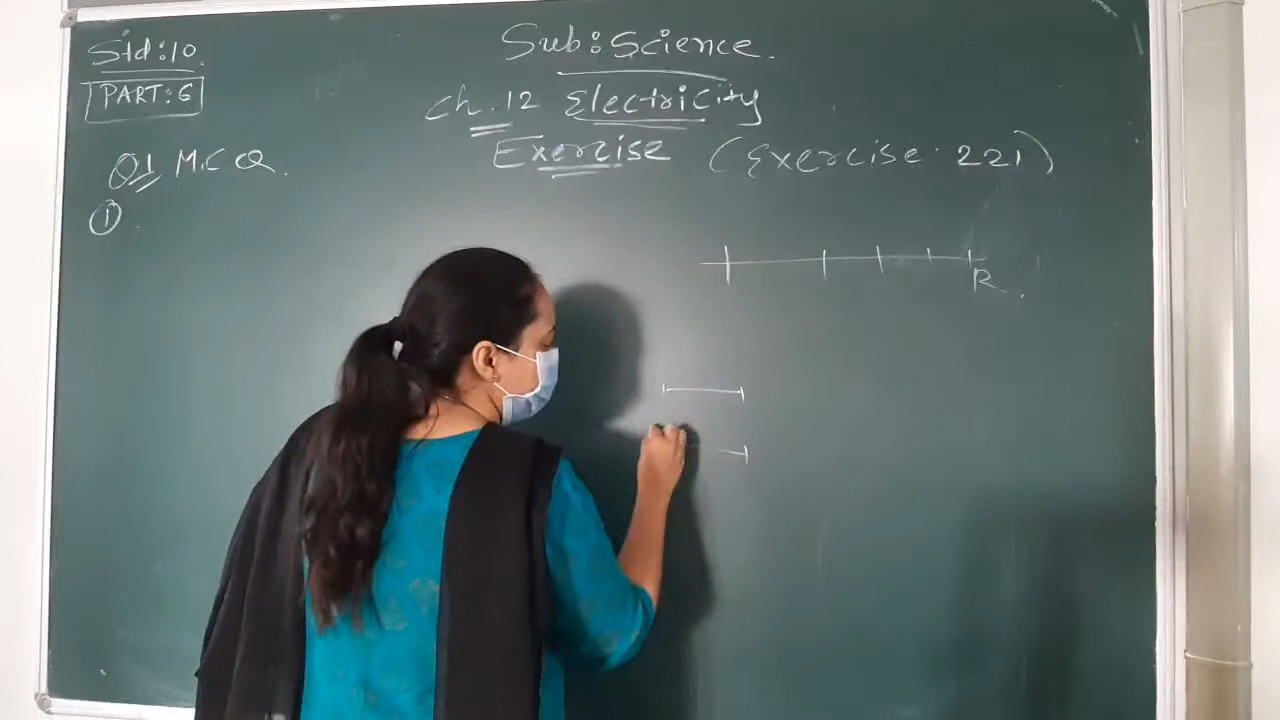 Std:10.
PART:6
Sub:Science.
Ch.12 Electricity
Exercise (Exercise. 221)
Q1 M.C.Q.
①
R.